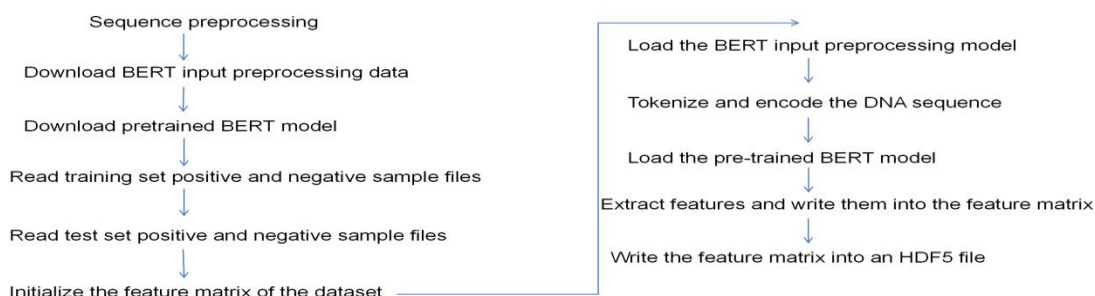 Sequence preprocessing
Download BERT input preprocessing data
Download pretrained BERT model
Read training set positive and negative sample files
Read test set positive and negative sample files
Initialize the feature matrix of the dataset
Load the BERT input preprocessing model
Tokenize and encode the DNA sequence
Load the pre-trained BERT model
Extract features and write them into the feature matrix
Write the feature matrix into an HDF5 file